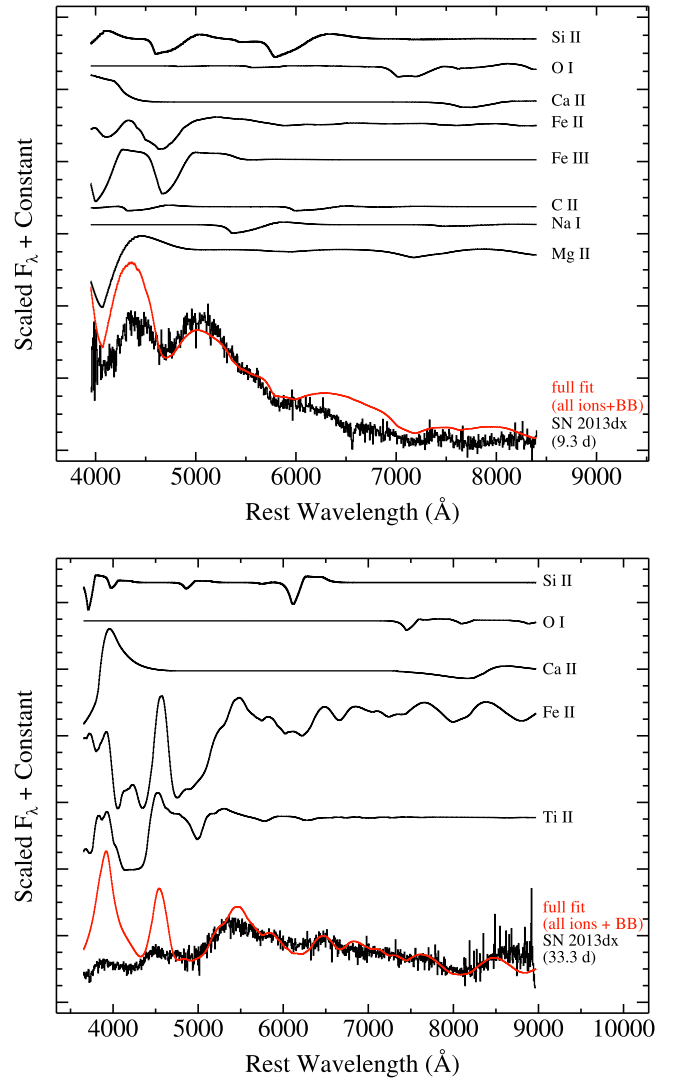 Si II
O I
Ca II
Fe II
Fe III
C II
Na I
Mg II
Scaled Fλ + Constant
full fit
(all ions+BB)
SN 2013dx
(9.3 d)
4000 5000 6000 7000 8000 9000
Rest Wavelength (Å)
Si II
O I
Ca II
Fe II
Ti II
Scaled Fλ + Constant
full fit
(all ions + BB)
SN 2013dx
(33.3 d)
4000 5000 6000 7000 8000 9000 10000
Rest Wavelength (Å)